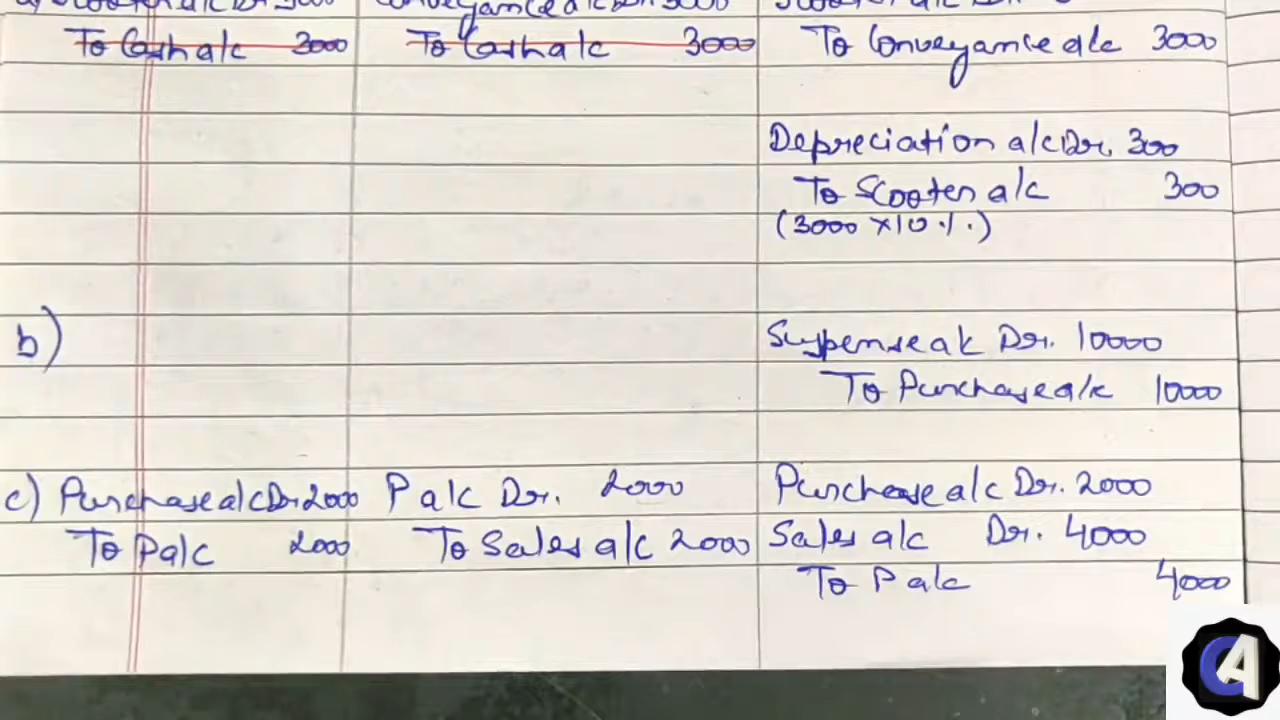 To Cash a/c 3000 To Cash a/c 3000 To Conveyance a/c 3000
Depreciation a/c Dr. 300
To Scooter a/c 300
(3000 × 10 %)
b) Suspense a/c Dr. 10000
To Purchase a/c 10000
c) Purchase a/c Dr. 2000 P a/c Dr. 2000 Purchase a/c Dr. 2000
To P a/c 2000 To Sales a/c 2000 Sales a/c Dr. 4000
To P a/c 4000
CA